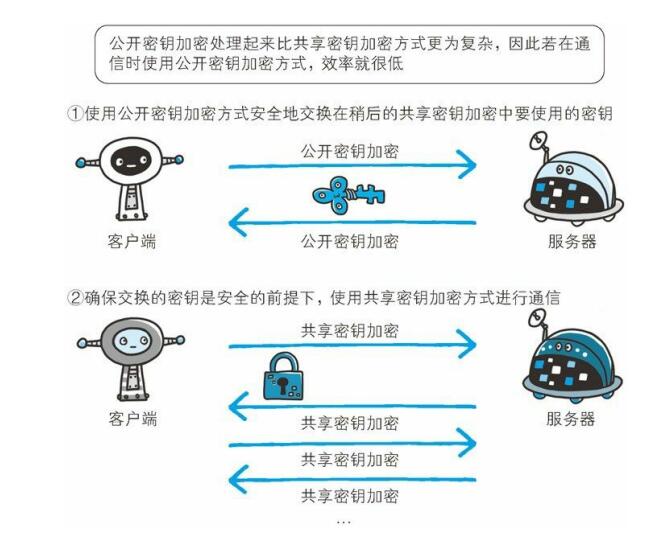 公开密钥加密处理起来比共享密钥加密方式更为复杂，因此若在通
信时使用公开密钥加密方式，效率就很低
①使用公开密钥加密方式安全地交换在稍后的共享密钥加密中要使用的密钥
公开密钥加密
客户端
公开密钥加密
服务器
②确保交换的密钥是安全的前提下，使用共享密钥加密方式进行通信
共享密钥加密
客户端
共享密钥加密
服务器
共享密钥加密
共享密钥加密
…